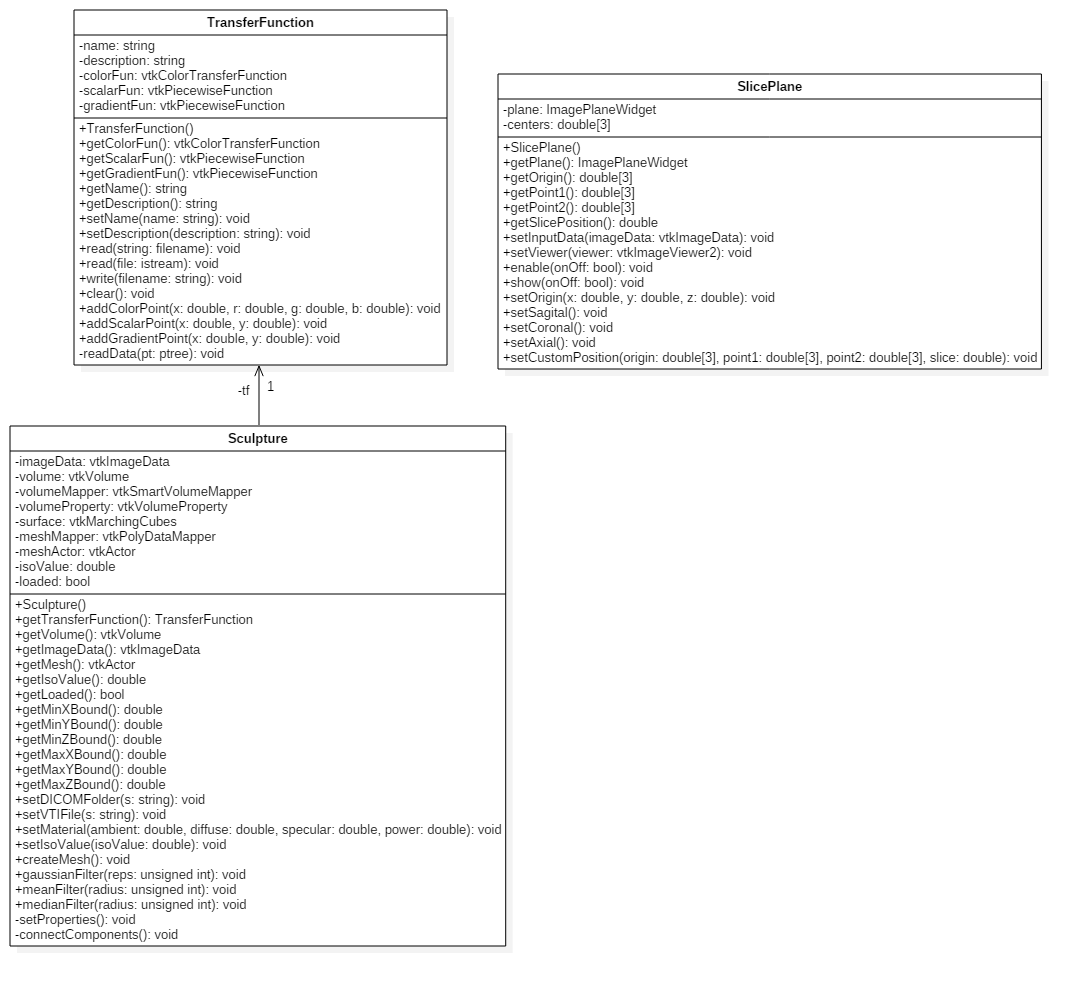 TransferFunction
-name: string
-description: string
-colorFun: vtkColorTransferFunction
-scalarFun: vtkPiecewiseFunction
-gradientFun: vtkPiecewiseFunction
+TransferFunction()
+getColorFun(): vtkColorTransferFunction
+getScalarFun(): vtkPiecewiseFunction
+getGradientFun(): vtkPiecewiseFunction
+getName(): string
+getDescription(): string
+setName(name: string): void
+setDescription(description: string): void
+read(string: filename): void
+read(file: istream): void
+write(filename: string): void
+clear(): void
+addColorPoint(x: double, r: double, g: double, b: double): void
+addScalarPoint(x: double, y: double): void
+addGradientPoint(x: double, y: double): void
-readData(pt: ptree): void
SlicePlane
-plane: ImagePlaneWidget
-centers: double[3]
+SlicePlane()
+getPlane(): ImagePlaneWidget
+getOrigin(): double[3]
+getPoint1(): double[3]
+getPoint2(): double[3]
+getSlicePosition(): double
+setInputData(imageData: vtkImageData): void
+setViewer(viewer: vtkImageViewer2): void
+enable(onOff: bool): void
+show(onOff: bool): void
+setOrigin(x: double, y: double, z: double): void
+setSagital(): void
+setCoronal(): void
+setAxial(): void
+setCustomPosition(origin: double[3], point1: double[3], point2: double[3], slice: double): void
-tf 1
Sculpture
-imageData: vtkImageData
-volume: vtkVolume
-volumeMapper: vtkSmartVolumeMapper
-volumeProperty: vtkVolumeProperty
-surface: vtkMarchingCubes
-meshMapper: vtkPolyDataMapper
-meshActor: vtkActor
-isoValue: double
-loaded: bool
+Sculpture()
+getTransferFunction(): TransferFunction
+getVolume(): vtkVolume
+getImageData(): vtkImageData
+getMesh(): vtkActor
+getIsoValue(): double
+getLoaded(): bool
+getMinXBound(): double
+getMinYBound(): double
+getMinZBound(): double
+getMaxXBound(): double
+getMaxYBound(): double
+getMaxZBound(): double
+setDICOMFolder(s: string): void
+setVTIFile(s: string): void
+setMaterial(ambient: double, diffuse: double, specular: double, power: double): void
+setIsoValue(isoValue: double): void
+createMesh(): void
+gaussianFilter(reps: unsigned int): void
+meanFilter(radius: unsigned int): void
+medianFilter(radius: unsigned int): void
-setProperties(): void
-connectComponents(): void